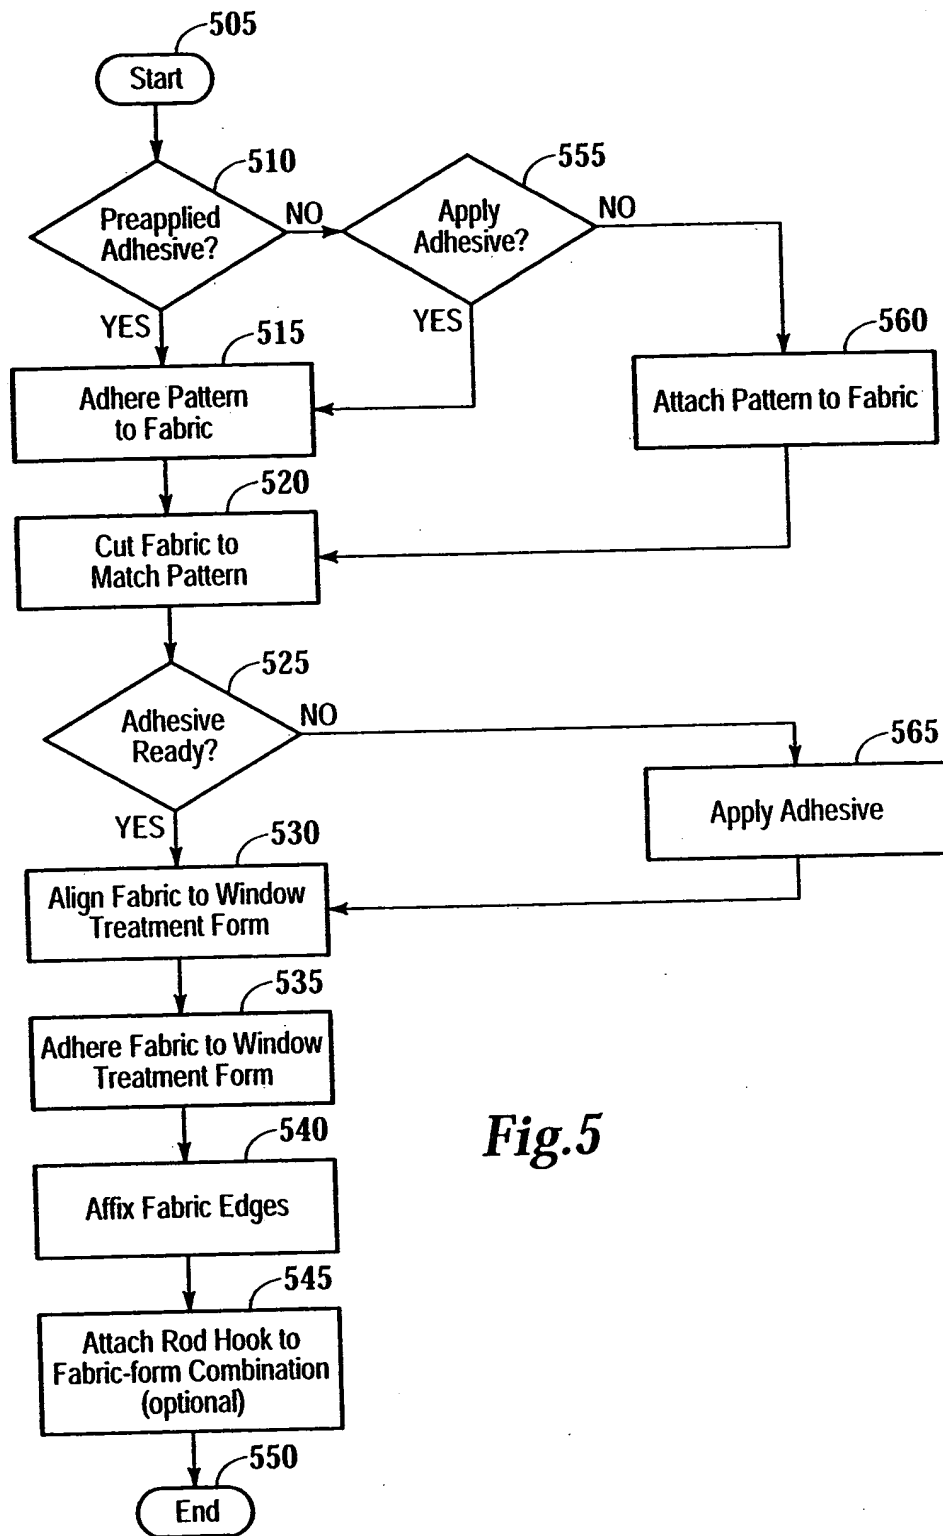 505
Start
510
Preapplied
Adhesive?
NO
YES
555
Apply
Adhesive?
NO
YES
515
Adhere Pattern
to Fabric
560
Attach Pattern to Fabric
520
Cut Fabric to
Match Pattern
525
Adhesive
Ready?
NO
YES
565
Apply Adhesive
530
Align Fabric to Window
Treatment Form
535
Adhere Fabric to Window
Treatment Form
540
Affix Fabric Edges
545
Attach Rod Hook to
Fabric-form Combination
(optional)
550
End
Fig.5